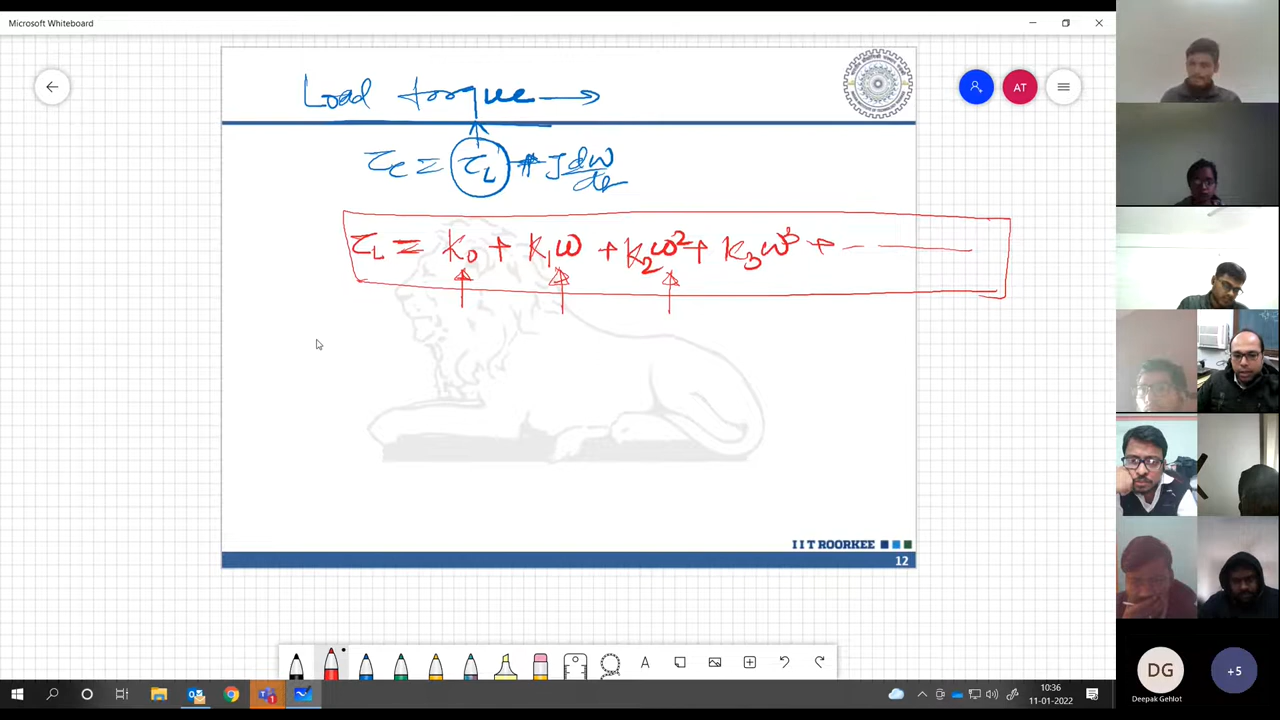 Microsoft Whiteboard
Load torque →
τe = τL + J dω/dt
τL = K0 + K1ω + K2ω² + K3ω³ + - ———
AT
IIT ROORKEE
12
A
DG
Deepak Gehlot
+5
10:36
11-01-2022